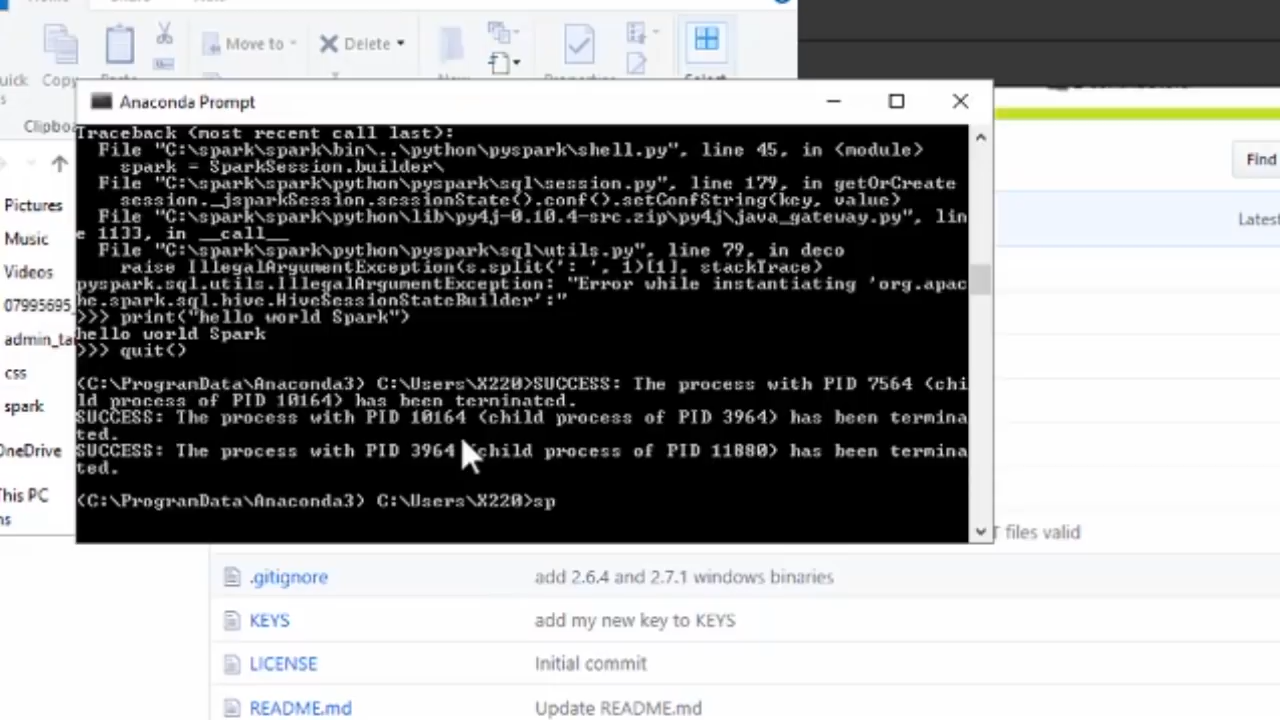 Move to
Delete
uick
Copy
Clipboa
Anaconda Prompt
Traceback (most recent call last):
File "C:\spark\spark\bin\..\python\pyspark\shell.py", line 45, in <module>
spark = SparkSession.builder\
File "C:\spark\spark\python\pyspark\sql\session.py", line 179, in getOrCreate
session._jsparkSession.sessionState().conf().setConfString(key, value)
File "C:\spark\spark\python\lib\py4j-0.10.4-src.zip\py4j\java_gateway.py", lin
e 1133, in __call__
File "C:\spark\spark\python\pyspark\sql\utils.py", line 79, in deco
raise IllegalArgumentException(s.split(': ', 1)[1], stackTrace)
pyspark.sql.utils.IllegalArgumentException: "Error while instantiating 'org.apac
he.spark.sql.hive.HiveSessionStateBuilder':"
>>> print("hello world Spark")
hello world Spark
>>> quit()
(C:\ProgramData\Anaconda3) C:\Users\X220>SUCCESS: The process with PID 7564 (chi
ld process of PID 10164) has been terminated.
SUCCESS: The process with PID 10164 (child process of PID 3964) has been termina
ted.
SUCCESS: The process with PID 3964 (child process of PID 11880) has been termina
ted.
(C:\ProgramData\Anaconda3) C:\Users\X220>sp
Pictures
Music
Videos
07995695
admin_ta
css
spark
OneDrive
This PC
ns
Find
Latest
T files valid
.gitignore add 2.6.4 and 2.7.1 windows binaries
KEYS add my new key to KEYS
LICENSE Initial commit
README.md Update README.md